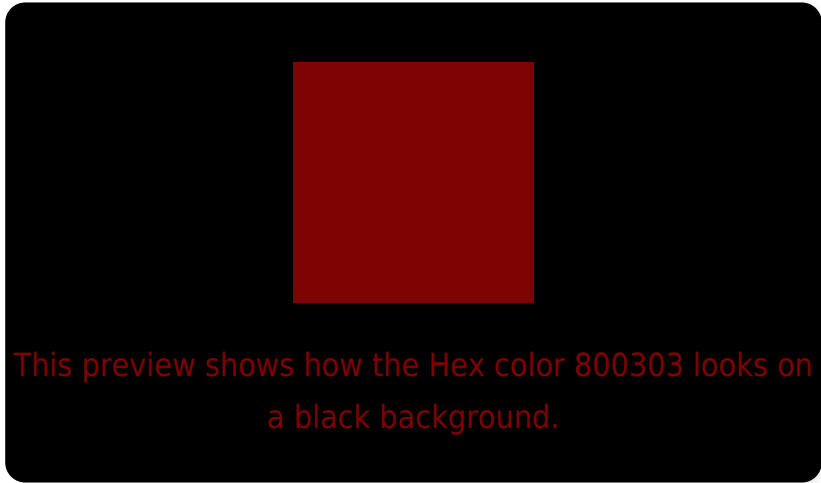 This preview shows how the Hex color 800303 looks on
a black background.